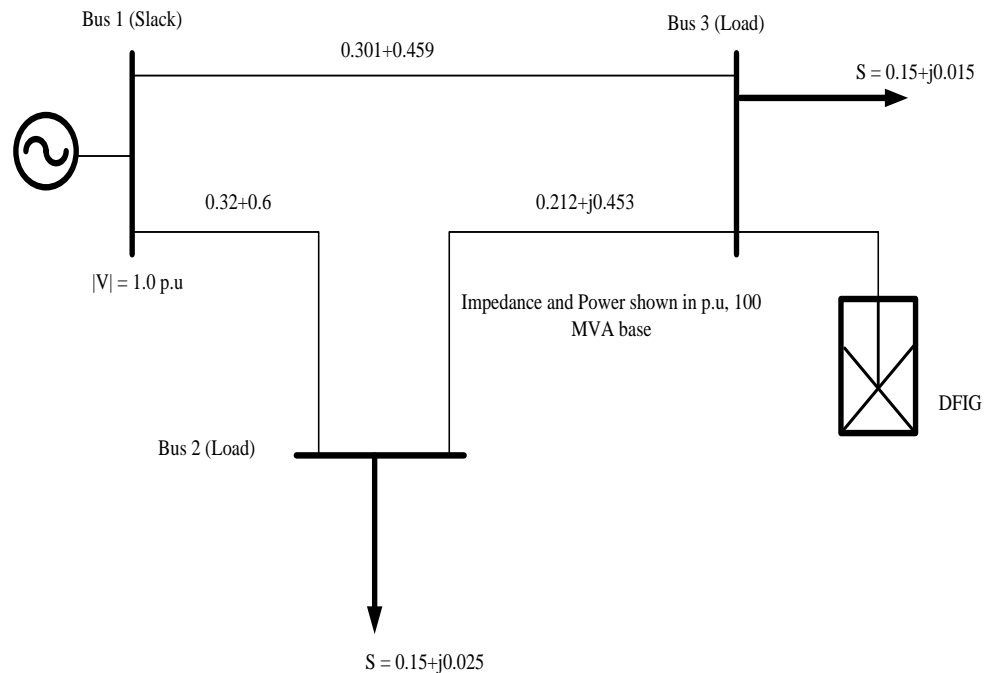 Bus 1 (Slack)
Bus 3 (Load)
0.301+0.459
S = 0.15+j0.015
0.32+0.6
0.212+j0.453
|V| = 1.0 p.u
Impedance and Power shown in p.u, 100
MVA base
DFIG
Bus 2 (Load)
S = 0.15+j0.025